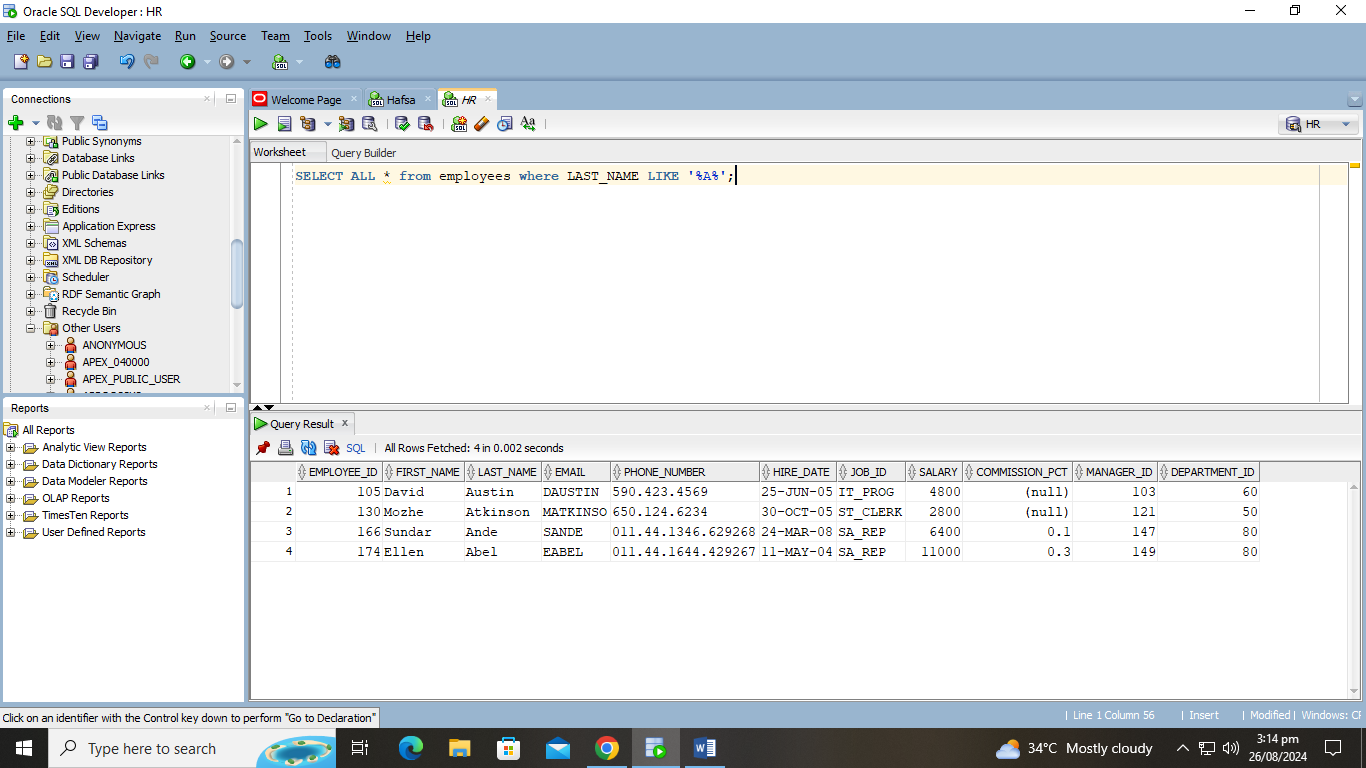 Oracle SQL Developer : HR
File Edit View Navigate Run Source Team Tools Window Help
Connections
Public Synonyms
Database Links
Public Database Links
Directories
Editions
Application Express
XML Schemas
XML DB Repository
Scheduler
RDF Semantic Graph
Recycle Bin
Other Users
ANONYMOUS
APEX_040000
APEX_PUBLIC_USER
Reports
All Reports
Analytic View Reports
Data Dictionary Reports
Data Modeler Reports
OLAP Reports
TimesTen Reports
User Defined Reports
Welcome Page Hafsa HR
HR
Worksheet Query Builder
SELECT ALL * from employees where LAST_NAME LIKE '%A%';
Query Result
SQL | All Rows Fetched: 4 in 0.002 seconds
EMPLOYEE_ID FIRST_NAME LAST_NAME EMAIL PHONE_NUMBER HIRE_DATE JOB_ID SALARY COMMISSION_PCT MANAGER_ID DEPARTMENT_ID
1 105 David Austin DAUSTIN 590.423.4569 25-JUN-05 IT_PROG 4800 (null) 103 60
2 130 Mozhe Atkinson MATKINSO 650.124.6234 30-OCT-05 ST_CLERK 2800 (null) 121 50
3 166 Sundar Ande SANDE 011.44.1346.629268 24-MAR-08 SA_REP 6400 0.1 147 80
4 174 Ellen Abel EABEL 011.44.1644.429267 11-MAY-04 SA_REP 11000 0.3 149 80
Click on an identifier with the Control key down to perform "Go to Declaration"
| Line 1 Column 56 | Insert | Modified | Windows: CF
Type here to search
34°C Mostly cloudy
3:14 pm
26/08/2024